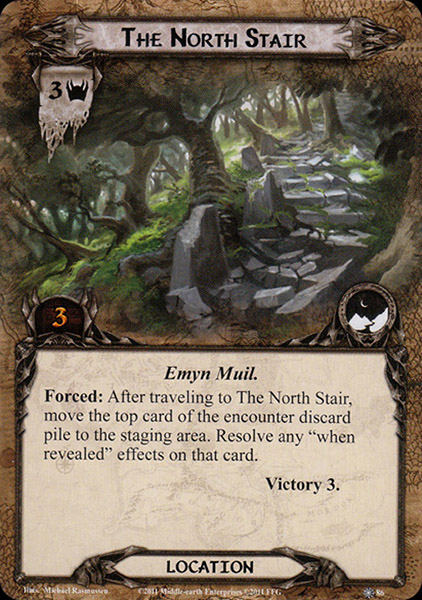 The North Stair
3
3
Emyn Muil.
Forced: After traveling to The North Stair,
move the top card of the encounter discard
pile to the staging area. Resolve any “when
revealed” effects on that card.
Victory 3.
LOCATION
Illus. Michael Rasmussen ©2011 Middle-earth Enterprises ©2011 FFG 86